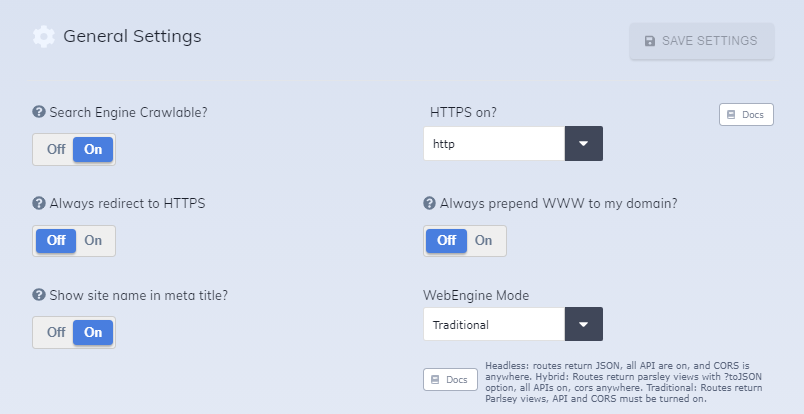 General Settings
SAVE SETTINGS
Search Engine Crawlable?
Off On
HTTPS on?
Docs
http
Always redirect to HTTPS
Off On
Always prepend WWW to my domain?
Off On
Show site name in meta title?
Off On
WebEngine Mode
Traditional
Docs
Headless: routes return JSON, all API are on, and CORS is
anywhere. Hybrid: Routes return parsley views with ?toJSON
option, all APIs on, cors anywhere. Traditional: Routes return
Parsley views, API and CORS must be turned on.